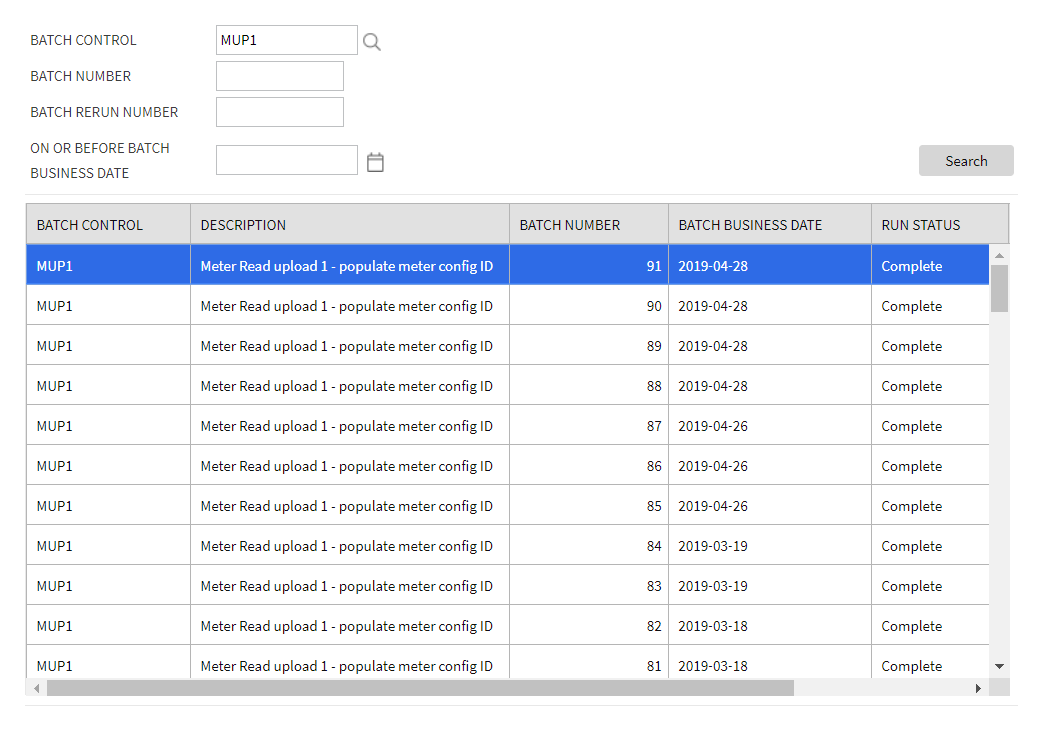 BATCH CONTROL MUP1
BATCH NUMBER
BATCH RERUN NUMBER
ON OR BEFORE BATCH
BUSINESS DATE
Search
BATCH CONTROL DESCRIPTION BATCH NUMBER BATCH BUSINESS DATE RUN STATUS
MUP1 Meter Read upload 1 - populate meter config ID 91 2019-04-28 Complete
MUP1 Meter Read upload 1 - populate meter config ID 90 2019-04-28 Complete
MUP1 Meter Read upload 1 - populate meter config ID 89 2019-04-28 Complete
MUP1 Meter Read upload 1 - populate meter config ID 88 2019-04-28 Complete
MUP1 Meter Read upload 1 - populate meter config ID 87 2019-04-26 Complete
MUP1 Meter Read upload 1 - populate meter config ID 86 2019-04-26 Complete
MUP1 Meter Read upload 1 - populate meter config ID 85 2019-04-26 Complete
MUP1 Meter Read upload 1 - populate meter config ID 84 2019-03-19 Complete
MUP1 Meter Read upload 1 - populate meter config ID 83 2019-03-19 Complete
MUP1 Meter Read upload 1 - populate meter config ID 82 2019-03-18 Complete
MUP1 Meter Read upload 1 - populate meter config ID 81 2019-03-18 Complete